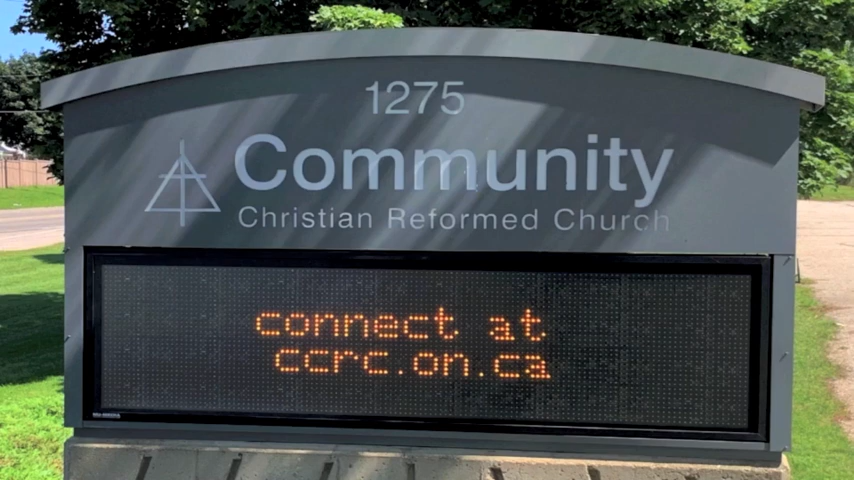 1275
Community
Christian Reformed Church
connect at
ccrc.on.ca